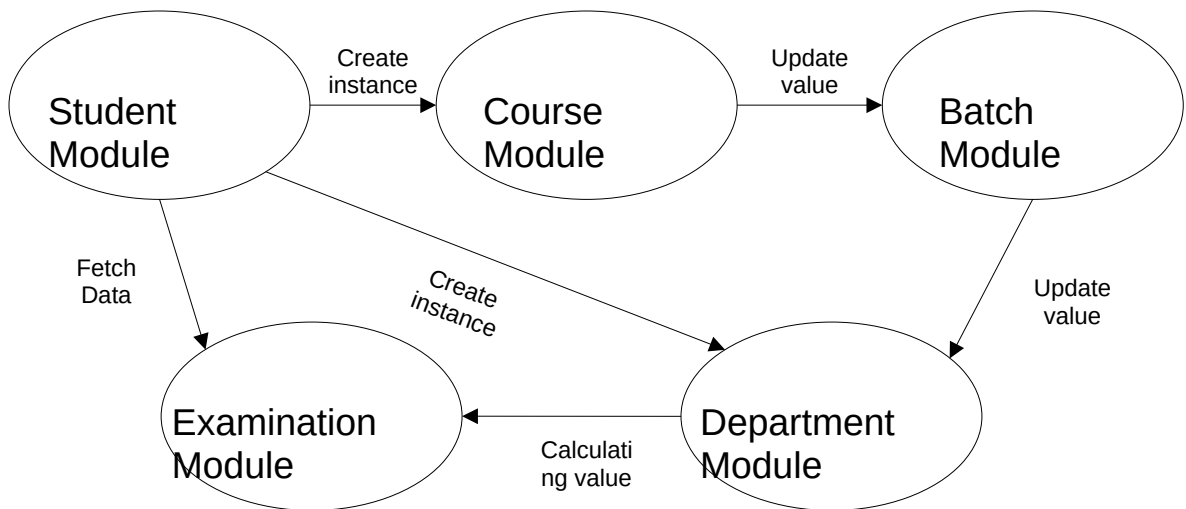 Create
instance
Update
value
Student
Module
Course
Module
Batch
Module
Fetch
Data
Create
instance
Update
value
Examination
Module
Calculati
ng value
Department
Module